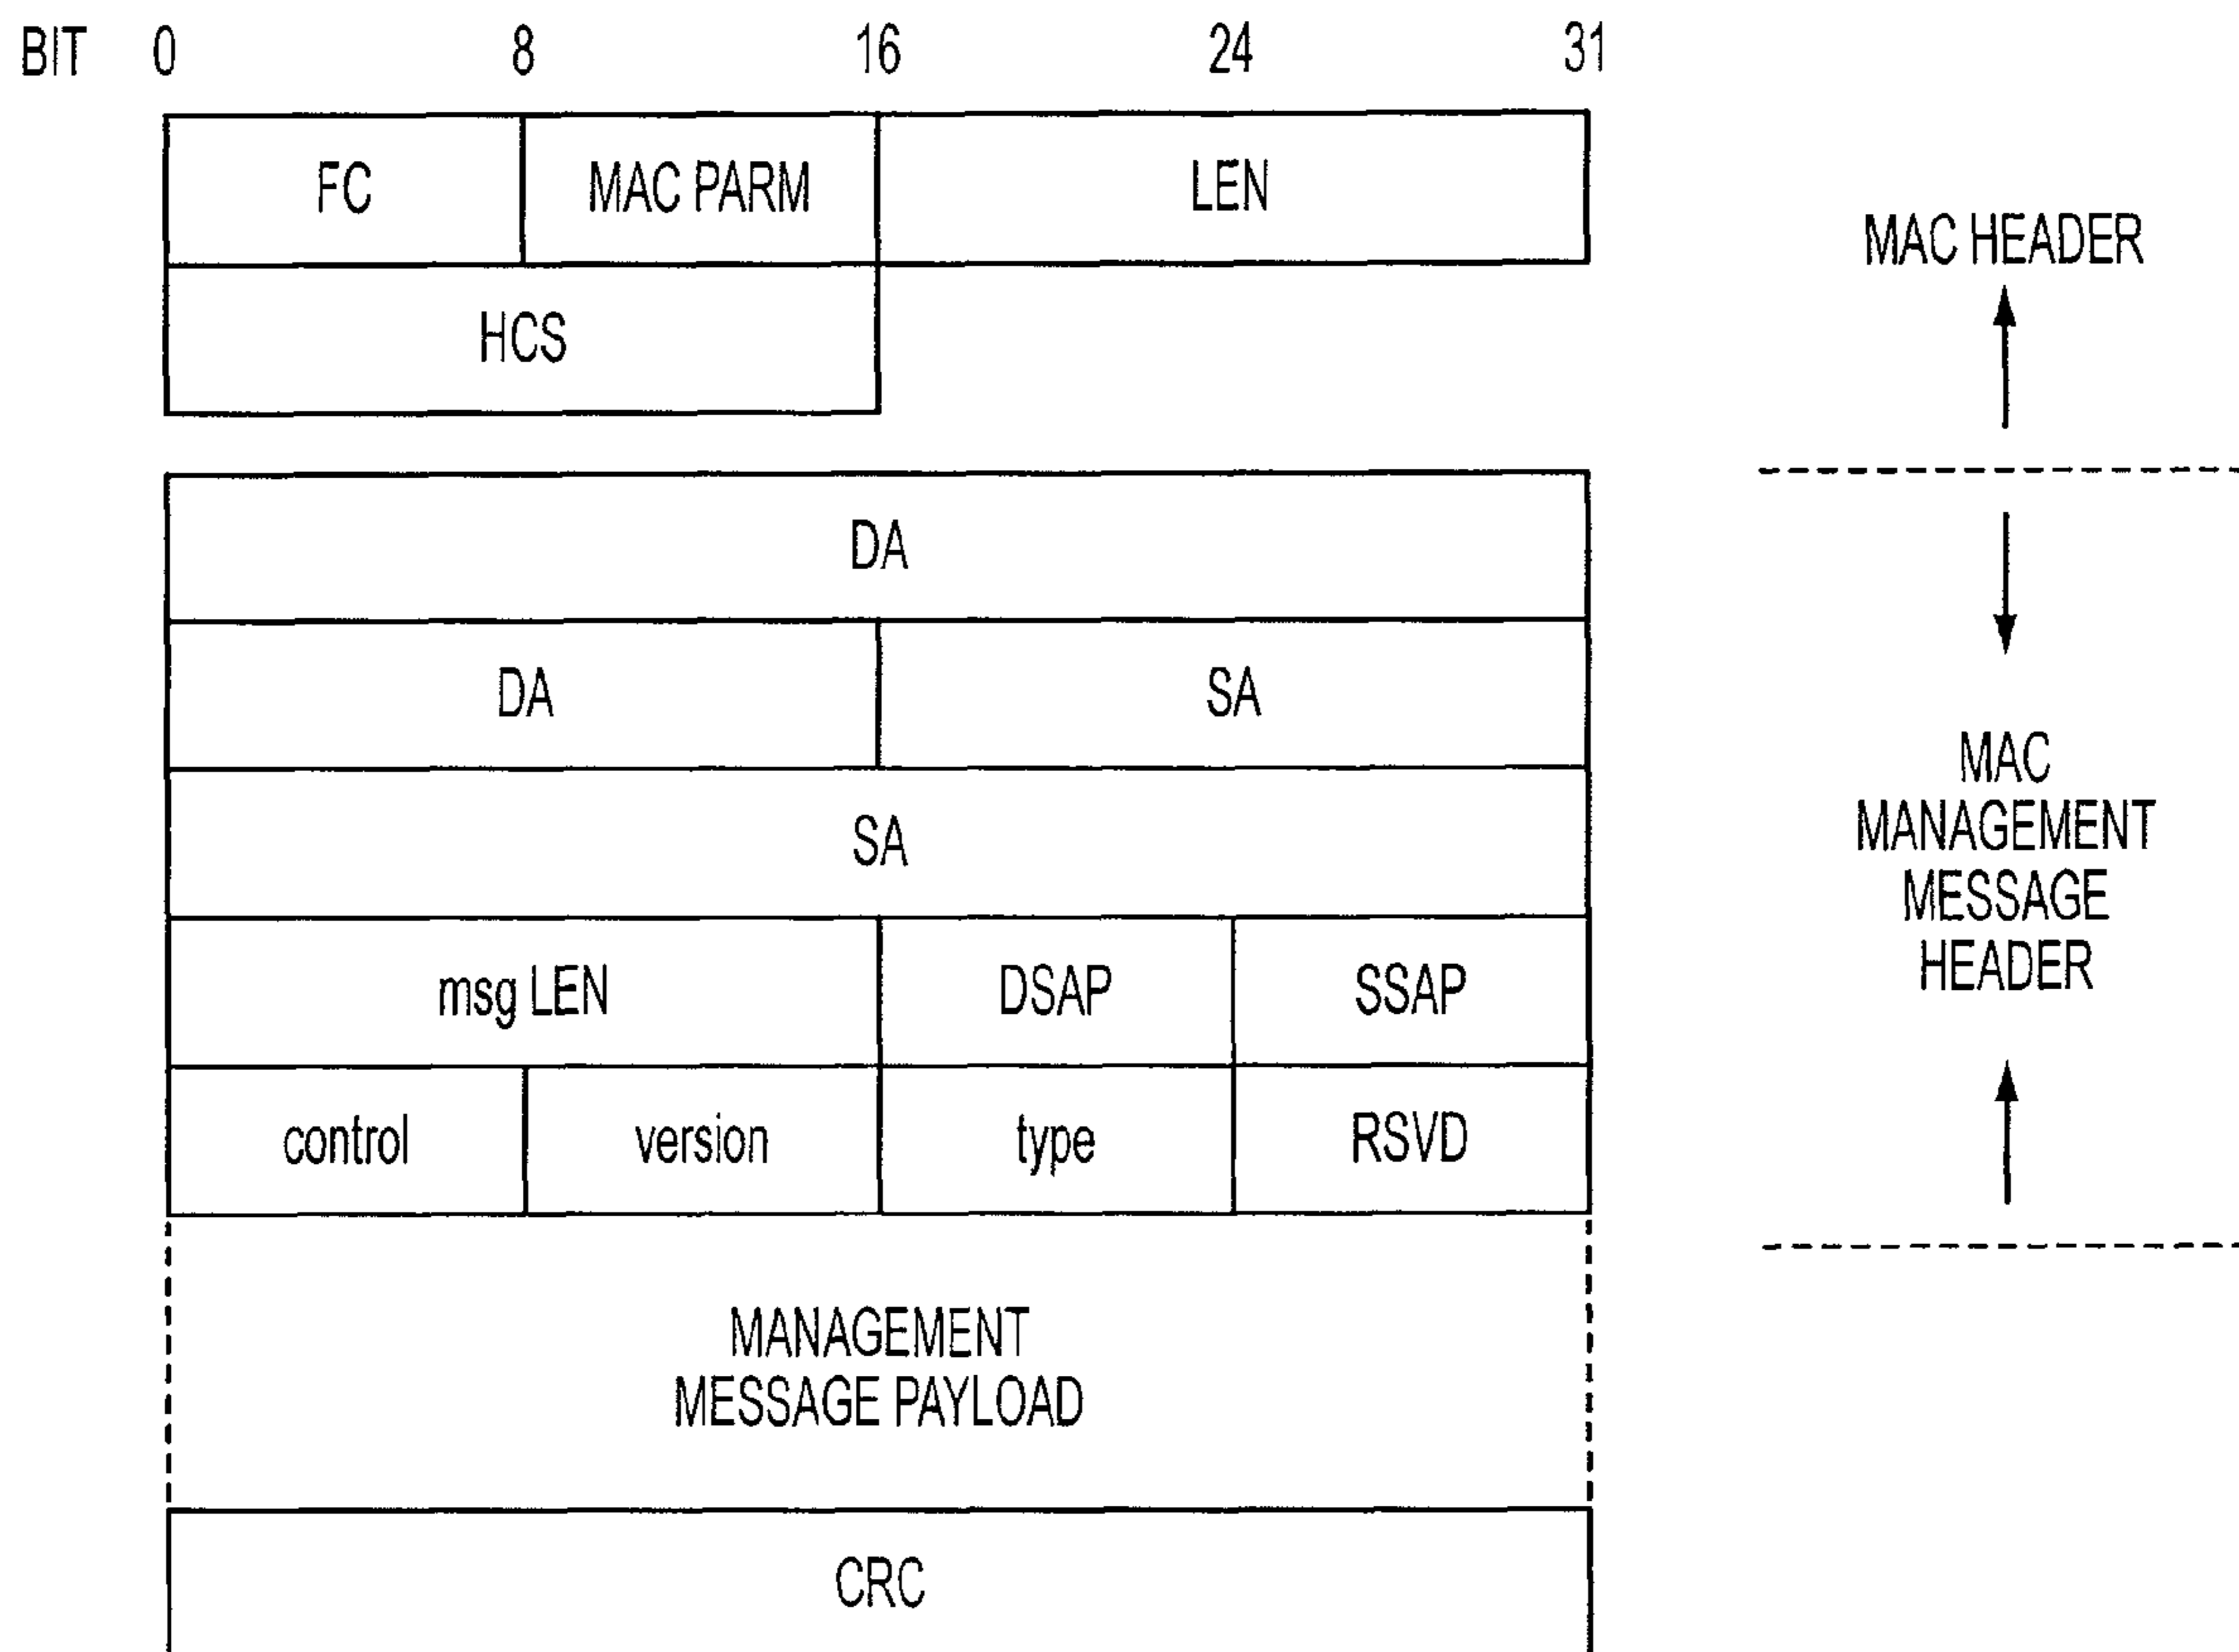 BIT 0 8 16 24 31
FC MAC PARM LEN
HCS
MAC HEADER
DA
DA SA
SA
msg LEN DSAP SSAP
control version type RSVD
MAC
MANAGEMENT
MESSAGE
HEADER
MANAGEMENT
MESSAGE PAYLOAD
CRC